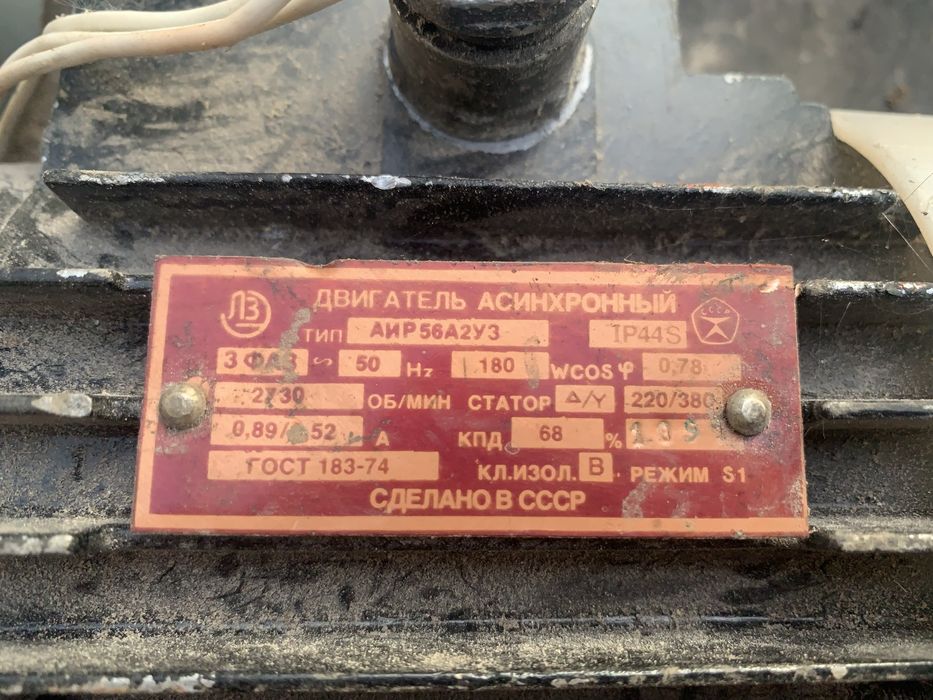 ЛЗ ДВИГАТЕЛЬ АСИНХРОННЫЙ СССР
ТИП АИР56А2У3 IP44S
3 ФАЗ ~ 50 Hz 180 W COS φ 0,78
2730 ОБ/МИН СТАТОР Δ/Y 220/380
А КПД 68 %
ГОСТ 183-74 КЛ.ИЗОЛ. В. РЕЖИМ S1
СДЕЛАНО В СССР